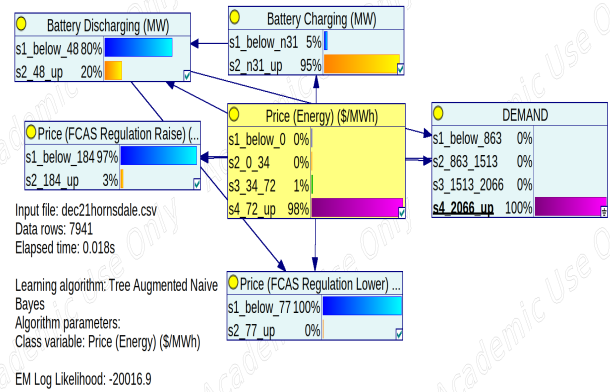 Battery Discharging (MW)
s1_below_48 80%
s2_48_up 20%
Battery Charging (MW)
s1_below_n31 5%
s2_n31_up 95%
Price (Energy) ($/MWh)
s1_below_0 0%
s2_0_34 0%
s3_34_72 1%
s4_72_up 98%
DEMAND
s1_below_863 0%
s2_863_1513 0%
s3_1513_2066 0%
s4_2066_up 100%
Price (FCAS Regulation Raise) (...
s1_below_184 97%
s2_184_up 3%
Price (FCAS Regulation Lower) ...
s1_below_77 100%
s2_77_up 0%
Input file: dec21hornsdale.csv
Data rows: 7941
Elapsed time: 0.018s
Learning algorithm: Tree Augmented Naive
Bayes
Algorithm parameters:
Class variable: Price (Energy) ($/MWh)
EM Log Likelihood: -20016.9
Academic Use Only